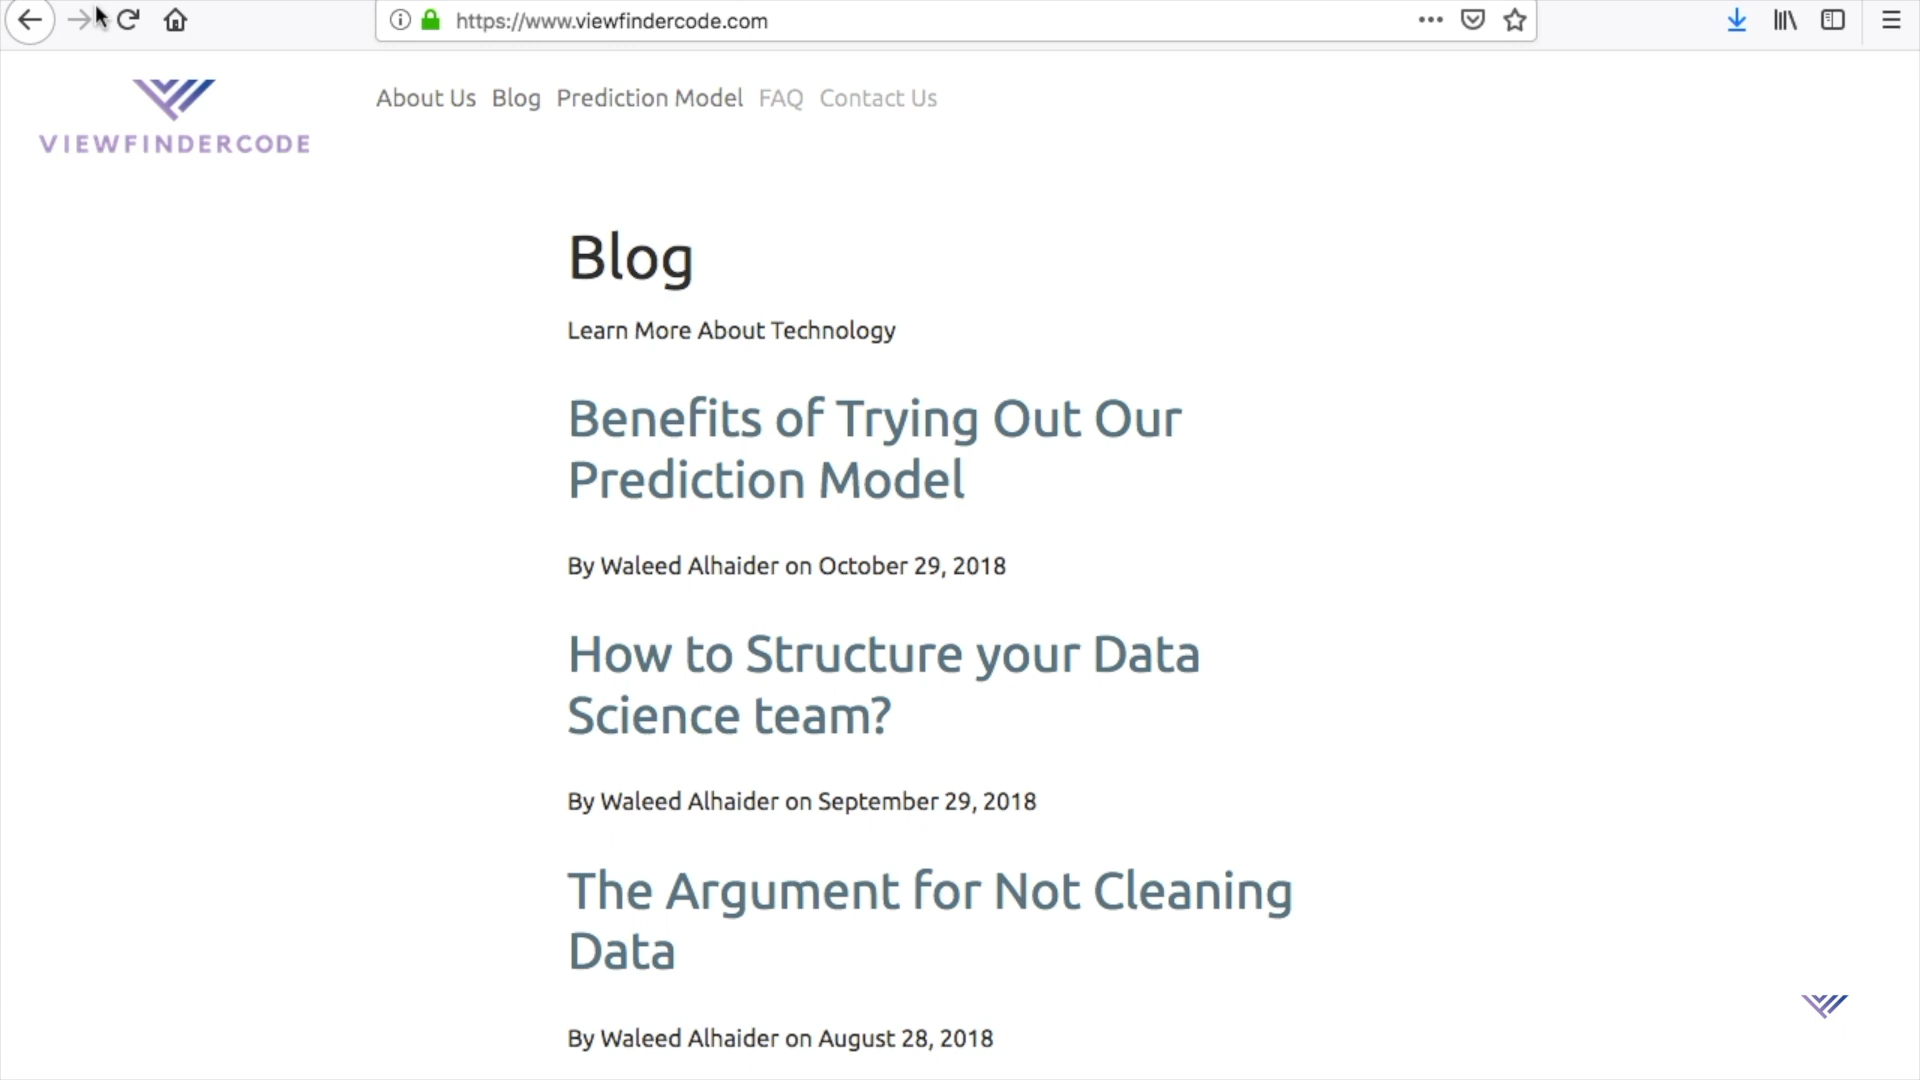 https://www.viewfindercode.com
About Us Blog Prediction Model FAQ Contact Us
VIEWFINDERCODE
Blog
Learn More About Technology
Benefits of Trying Out Our
Prediction Model
By Waleed Alhaider on October 29, 2018
How to Structure your Data
Science team?
By Waleed Alhaider on September 29, 2018
The Argument for Not Cleaning
Data
By Waleed Alhaider on August 28, 2018